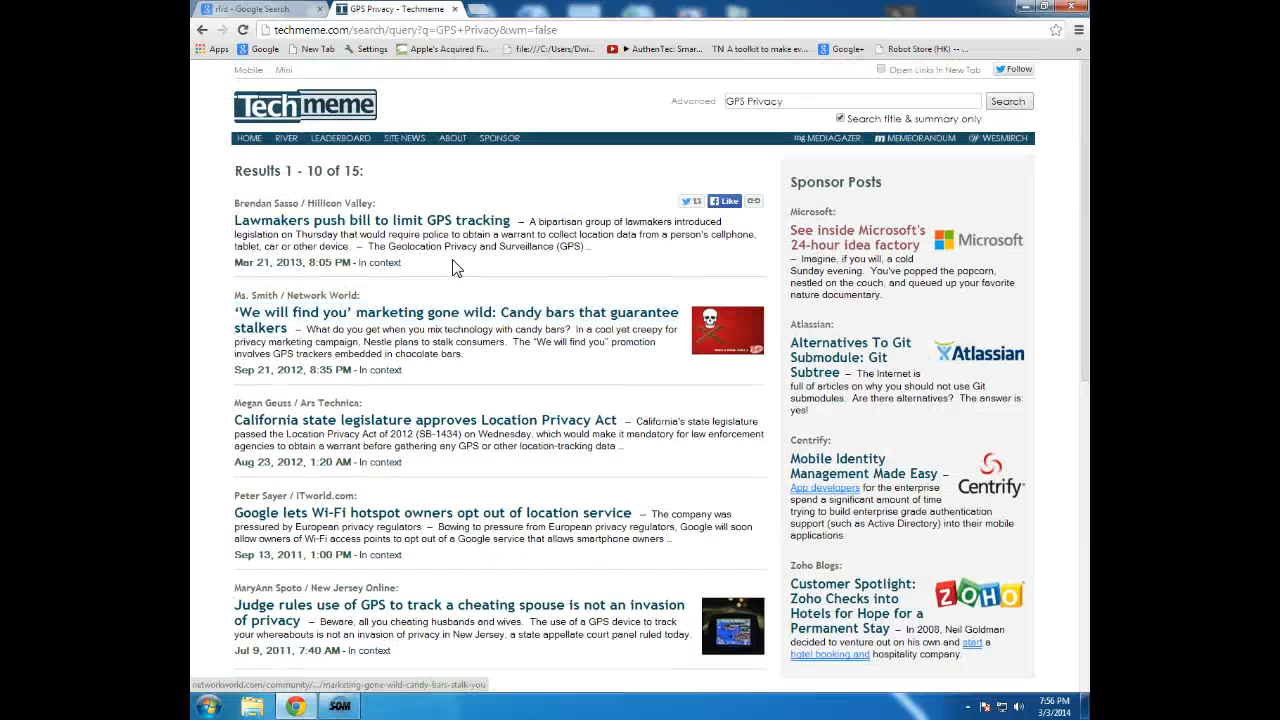 rfid - Google Search
GPS Privacy - Techmeme
techmeme.com/search/query?q=GPS+Privacy&wm=false
Apps Google New Tab Settings Apple's Acquired Fi... file:///C:/Users/Dwi... AuthenTec: Smar... TN A toolkit to make ev... Google+ Robot Store (HK) -- ... »
Mobile Mini
Open Links In New Tab Follow
Techmeme
Advanced GPS Privacy Search
Search title & summary only
HOME RIVER LEADERBOARD SITE NEWS ABOUT SPONSOR
mg MEDIAGAZER m MEMEORANDUM W WESMIRCH
Results 1 - 10 of 15:
Brendan Sasso / Hillicon Valley:
Like
Lawmakers push bill to limit GPS tracking – A bipartisan group of lawmakers introduced
legislation on Thursday that would require police to obtain a warrant to collect location data from a person's cellphone,
tablet, car or other device. – The Geolocation Privacy and Surveillance (GPS) ...
Mar 21, 2013, 8:05 PM - In context
Ms. Smith / Network World:
‘We will find you’ marketing gone wild: Candy bars that guarantee
stalkers – What do you get when you mix technology with candy bars? In a cool yet creepy for
privacy marketing campaign, Nestle plans to stalk consumers. The “We will find you” promotion
involves GPS trackers embedded in chocolate bars.
Sep 21, 2012, 8:35 PM - In context
Megan Geuss / Ars Technica:
California state legislature approves Location Privacy Act – California's state legislature
passed the Location Privacy Act of 2012 (SB-1434) on Wednesday, which would make it mandatory for law enforcement
agencies to obtain a warrant before gathering any GPS or other location-tracking data ...
Aug 23, 2012, 1:20 AM - In context
Peter Sayer / ITworld.com:
Google lets Wi-Fi hotspot owners opt out of location service – The company was
pressured by European privacy regulators – Bowing to pressure from European privacy regulators, Google will soon
allow owners of Wi-Fi access points to opt out of a Google service that allows smartphone owners ...
Sep 13, 2011, 1:00 PM - In context
MaryAnn Spoto / New Jersey Online:
Judge rules use of GPS to track a cheating spouse is not an invasion
of privacy – Beware, all you cheating husbands and wives. The use of a GPS device to track
your whereabouts is not an invasion of privacy in New Jersey, a state appellate court panel ruled today.
Jul 9, 2011, 7:40 AM - In context
Sponsor Posts
Microsoft:
See inside Microsoft's
24-hour idea factory
Microsoft
– Imagine, if you will, a cold
Sunday evening. You've popped the popcorn,
nestled on the couch, and queued up your favorite
nature documentary.
Atlassian:
Alternatives To Git
Submodule: Git
Subtree – The Internet is
Atlassian
full of articles on why you should not use Git
submodules. Are there alternatives? The answer is:
yes!
Centrify:
Mobile Identity
Management Made Easy –
Centrify
App developers for the enterprise
spend a significant amount of time
trying to build enterprise grade authentication
support (such as Active Directory) into their mobile
applications.
Zoho Blogs:
Customer Spotlight:
Zoho Checks into
Hotels for Hope for a
Permanent Stay – In 2008, Neil Goldman
ZOHO
decided to venture out on his own and start a
hotel booking and hospitality company.
networkworld.com/community/.../marketing-gone-wild-candy-bars-stalk-you
SOM
7:56 PM
3/3/2014